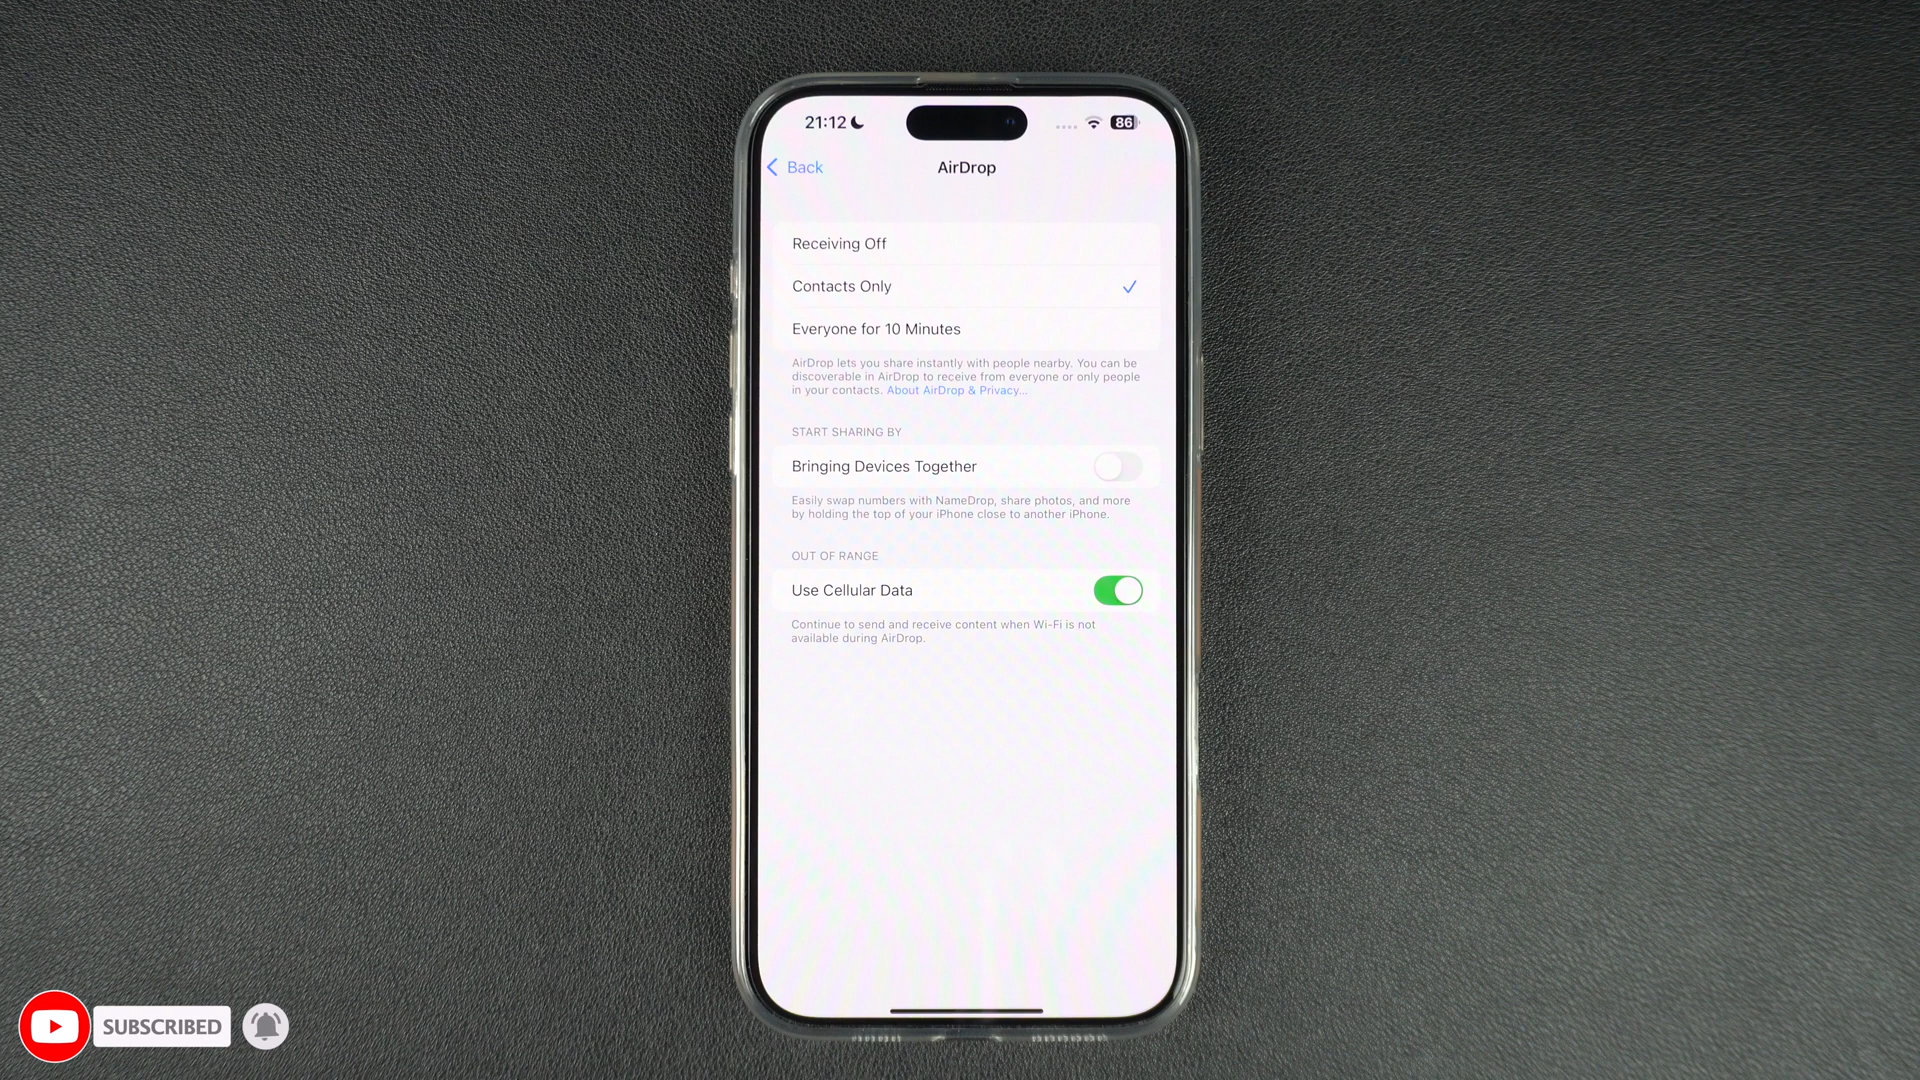 21:12
86
Back
AirDrop
Receiving Off
Contacts Only
Everyone for 10 Minutes
AirDrop lets you share instantly with people nearby. You can be
discoverable in AirDrop to receive from everyone or only people
in your contacts. About AirDrop & Privacy...
START SHARING BY
Bringing Devices Together
Easily swap numbers with NameDrop, share photos, and more
by holding the top of your iPhone close to another iPhone.
OUT OF RANGE
Use Cellular Data
Continue to send and receive content when Wi-Fi is not
available during AirDrop.
SUBSCRIBED